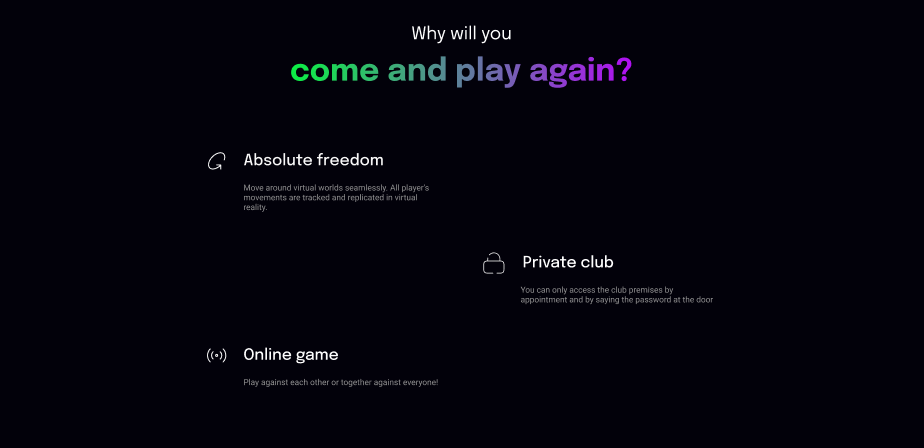 Why will you
come and play again?
Absolute freedom
Move around virtual worlds seamlessly. All player's
movements are tracked and replicated in virtual
reality.
Private club
You can only access the club premises by
appointment and by saying the password at the door
Online game
Play against each other or together against everyone!